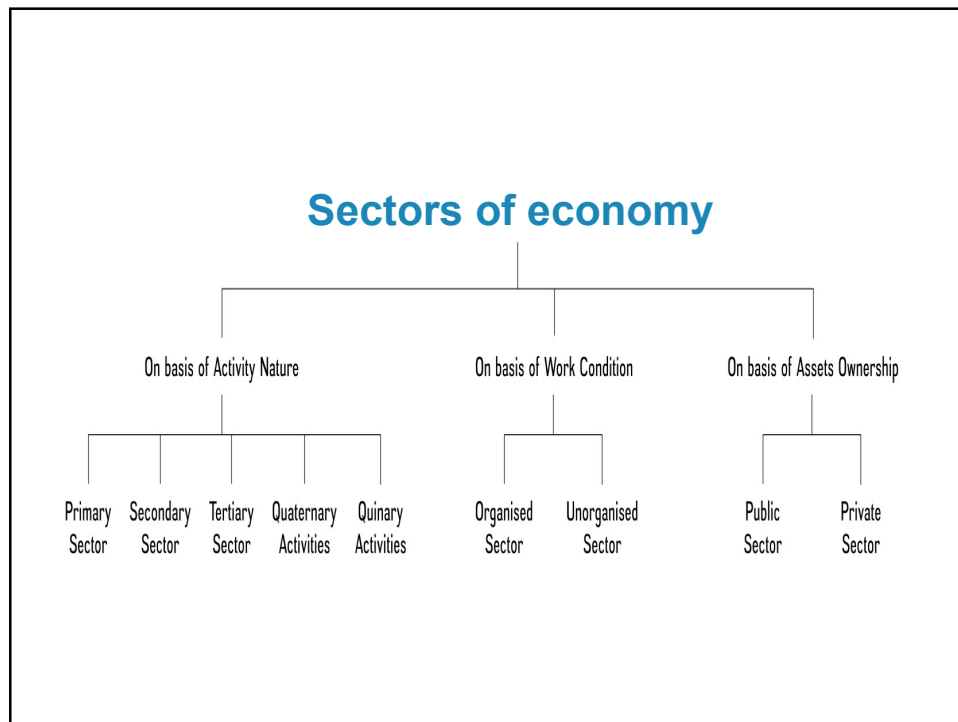 Sectors of economy
On basis of Activity Nature
On basis of Work Condition
On basis of Assets Ownership
Primary
Sector
Secondary
Sector
Tertiary
Sector
Quaternary
Activities
Quinary
Activities
Organised
Sector
Unorganised
Sector
Public
Sector
Private
Sector